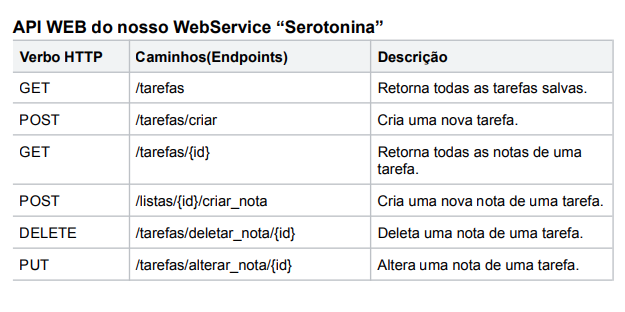 API WEB do nosso WebService “Serotonina”
Verbo HTTP Caminhos(Endpoints) Descrição
GET /tarefas Retorna todas as tarefas salvas.
POST /tarefas/criar Cria uma nova tarefa.
GET /tarefas/{id} Retorna todas as notas de uma
tarefa.
POST /listas/{id}/criar_nota Cria uma nova nota de uma tarefa.
DELETE /tarefas/deletar_nota/{id} Deleta uma nota de uma tarefa.
PUT /tarefas/alterar_nota/{id} Altera uma nota de uma tarefa.